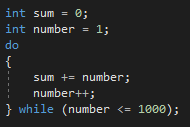 int sum = 0;
int number = 1;
do
{
    sum += number;
    number++;
} while (number <= 1000);